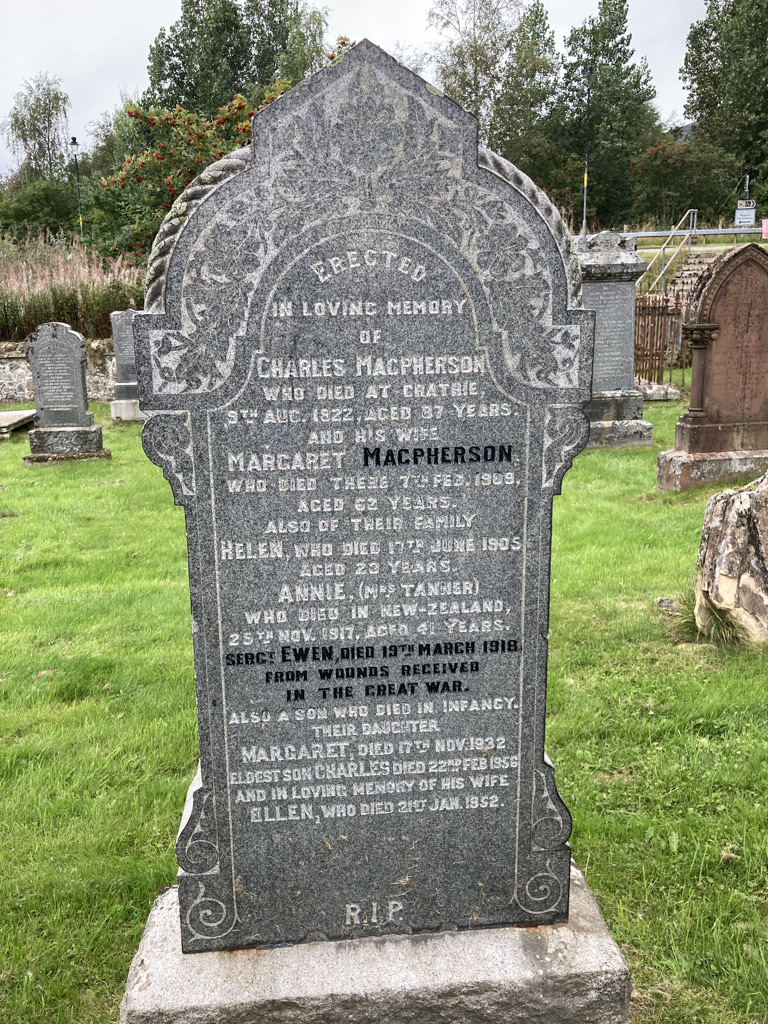 ERECTED
IN LOVING MEMORY
OF
CHARLES MACPHERSON
WHO DIED AT CRATHIE,
9TH AUG. 1922, AGED 87 YEARS.
AND HIS WIFE
MARGARET MACPHERSON
WHO DIED THERE 7TH FEB. 1909,
AGED 62 YEARS.
ALSO OF THEIR FAMILY
HELEN, WHO DIED 17TH JUNE 1905
AGED 23 YEARS.
ANNIE, (MRS TANNER)
WHO DIED IN NEW-ZEALAND,
25TH NOV. 1917, AGED 41 YEARS.
SERGT EWEN, DIED 19TH MARCH 1918
FROM WOUNDS RECEIVED
IN THE GREAT WAR.
ALSO A SON WHO DIED IN INFANCY.
THEIR DAUGHTER
MARGARET, DIED 17TH NOV. 1932
ELDEST SON CHARLES DIED 22ND FEB. 1956
AND IN LOVING MEMORY OF HIS WIFE
ELLEN, WHO DIED 21ST JAN. 1952.
R.I.P.